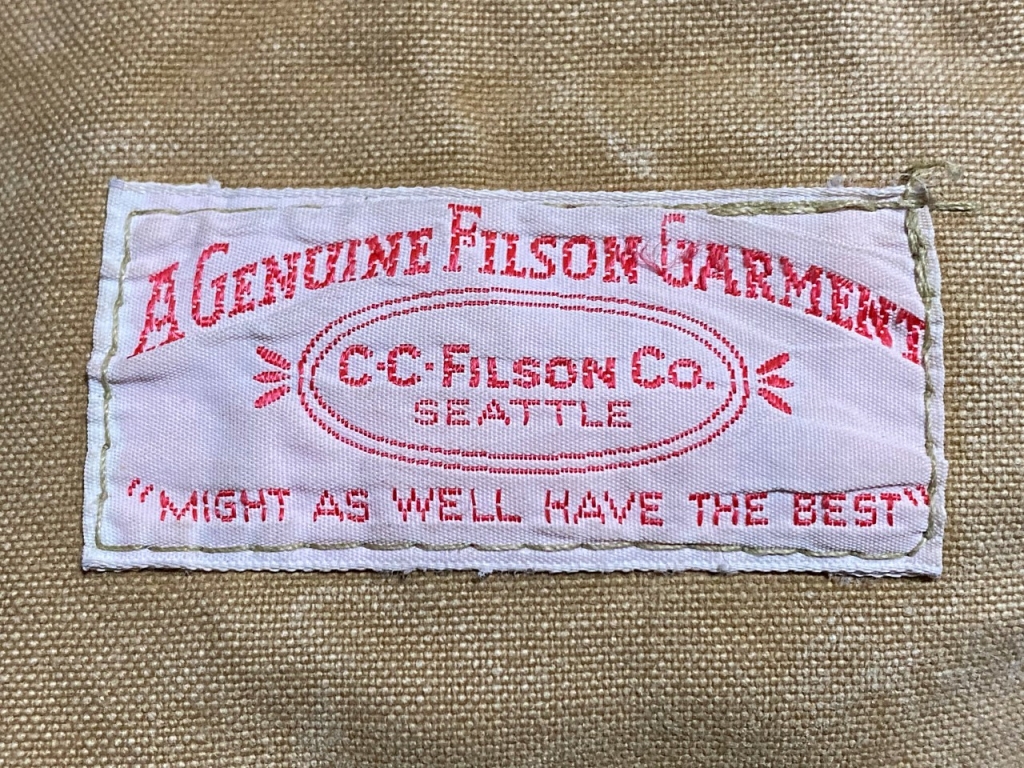 A GENUINE FILSON GARMENT
C·C·FILSON CO.
SEATTLE
"MIGHT AS WELL HAVE THE BEST"